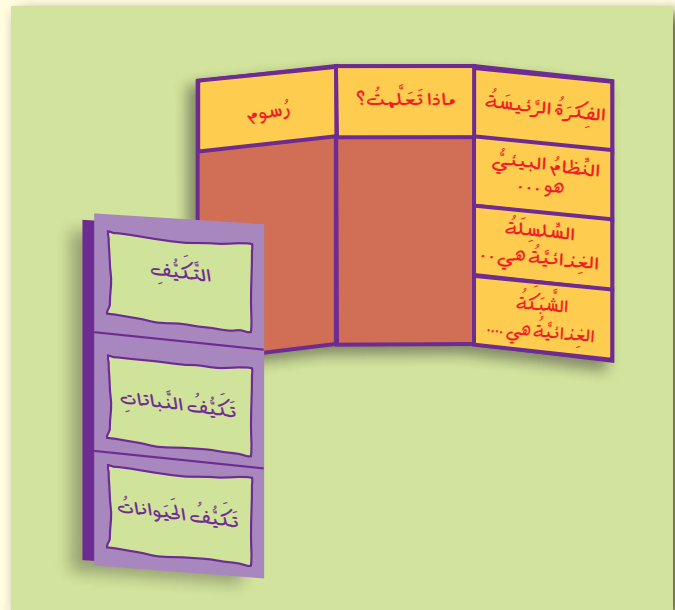 الفِكَرَةُ الرَّئيسَةُ
ماذا تَعَلَّمتُ؟
رُسوم
النِّظامُ البيئيُّ
هو ...
السِّلسِلَةُ
الغِذائيَّةُ هي ..
الشَّبَكَةُ
الغِذائيَّةُ هي ....
التَّكَيُّفِ
تَكَيُّفُ النَّباتاتِ
تَكَيُّفُ الحَيَواناتُ